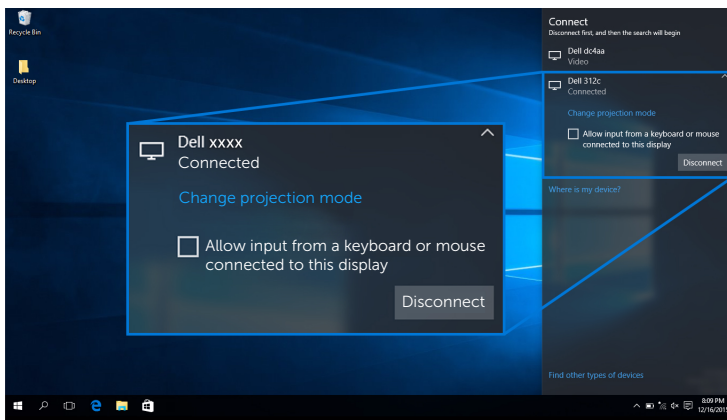 Recycle Bin
Desktop
Connect
Disconnect first, and then the search will begin
Dell dc4aa
Video
Dell 312c
Connected
Change projection mode
Allow input from a keyboard or mouse
connected to this display
Disconnect
Where is my device?
Find other types of devices
Dell xxxx
Connected
Change projection mode
Allow input from a keyboard or mouse
connected to this display
Disconnect
8:09 PM